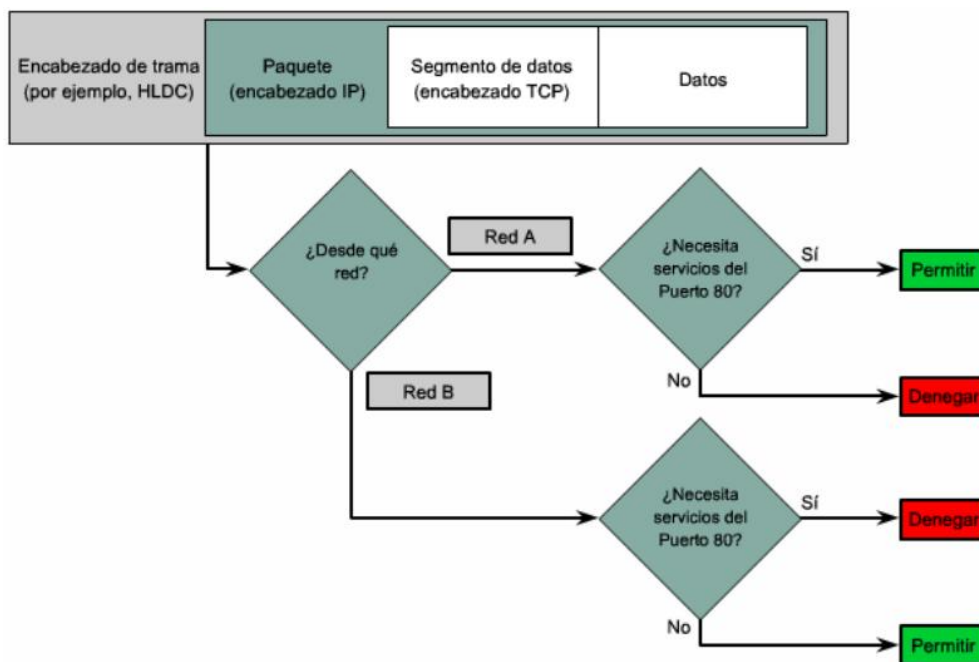 Encabezado de trama
(por ejemplo, HLDC)
Paquete
(encabezado IP)
Segmento de datos
(encabezado TCP)
Datos
¿Desde qué
red?
Red A
¿Necesita
servicios del
Puerto 80?
Sí
Permitir
No
Denegar
Red B
¿Necesita
servicios del
Puerto 80?
Sí
Denegar
No
Permitir